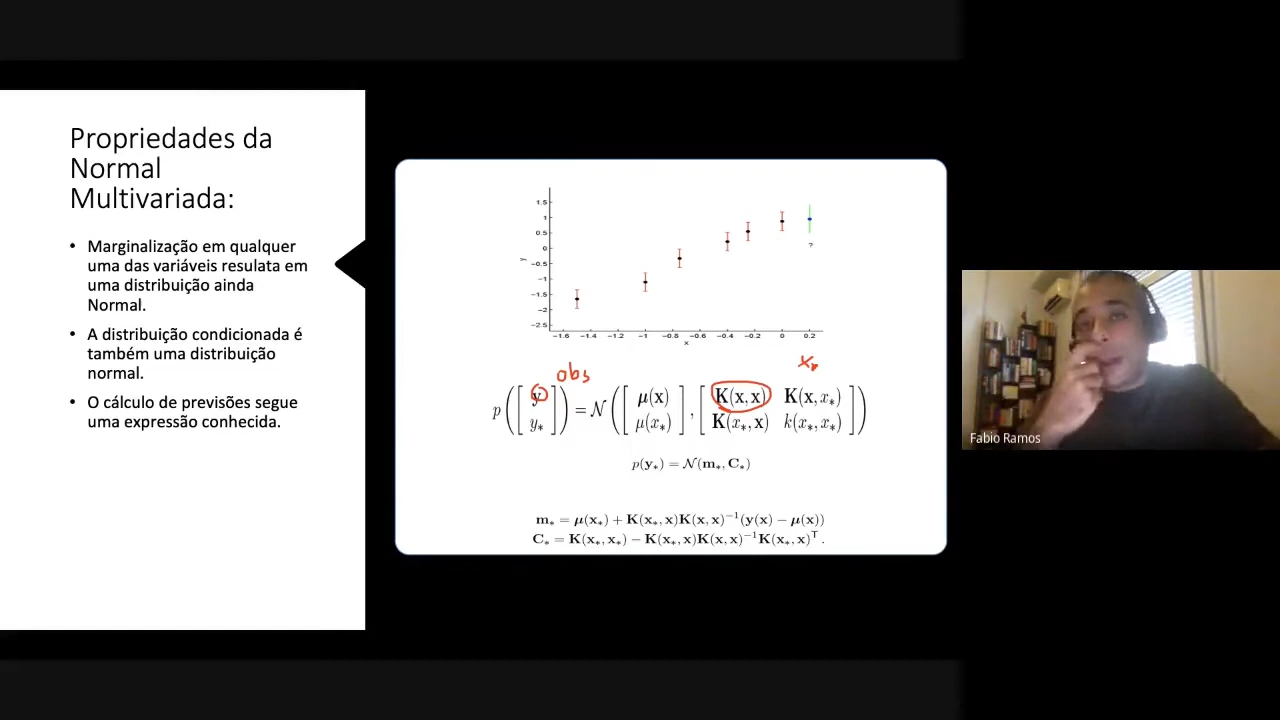 Propriedades da
Normal
Multivariada:
• Marginalização em qualquer
uma das variáveis resulata em
uma distribuição ainda
Normal.
• A distribuição condicionada é
também uma distribuição
normal.
• O cálculo de previsões segue
uma expressão conhecida.
1.5
1
0.5
0
−0.5
−1
−1.5
−2
−2.5
y
?
−1.6 −1.4 −1.2 −1 −0.8 −0.6 −0.4 −0.2 0 0.2
x
obs
x*
p([y y*]) = N([μ(x) μ(x*)], [K(x, x) K(x, x*)
K(x*, x) k(x*, x*)])
p(y*) = N(m*, C*)
m* = μ(x*) + K(x*, x)K(x, x)⁻¹(y(x) − μ(x))
C* = K(x*, x*) − K(x*, x)K(x, x)⁻¹K(x*, x)ᵀ.
Fabio Ramos